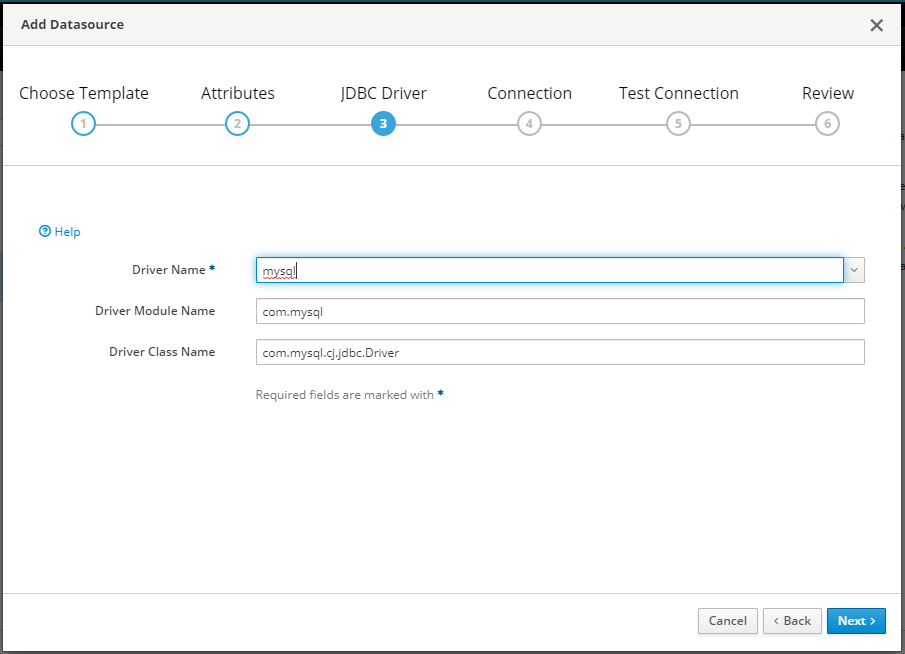 Add Datasource
Choose Template Attributes JDBC Driver Connection Test Connection Review
1 2 3 4 5 6
Help
Driver Name *
mysql
Driver Module Name
com.mysql
Driver Class Name
com.mysql.cj.jdbc.Driver
Required fields are marked with *
Cancel < Back Next >